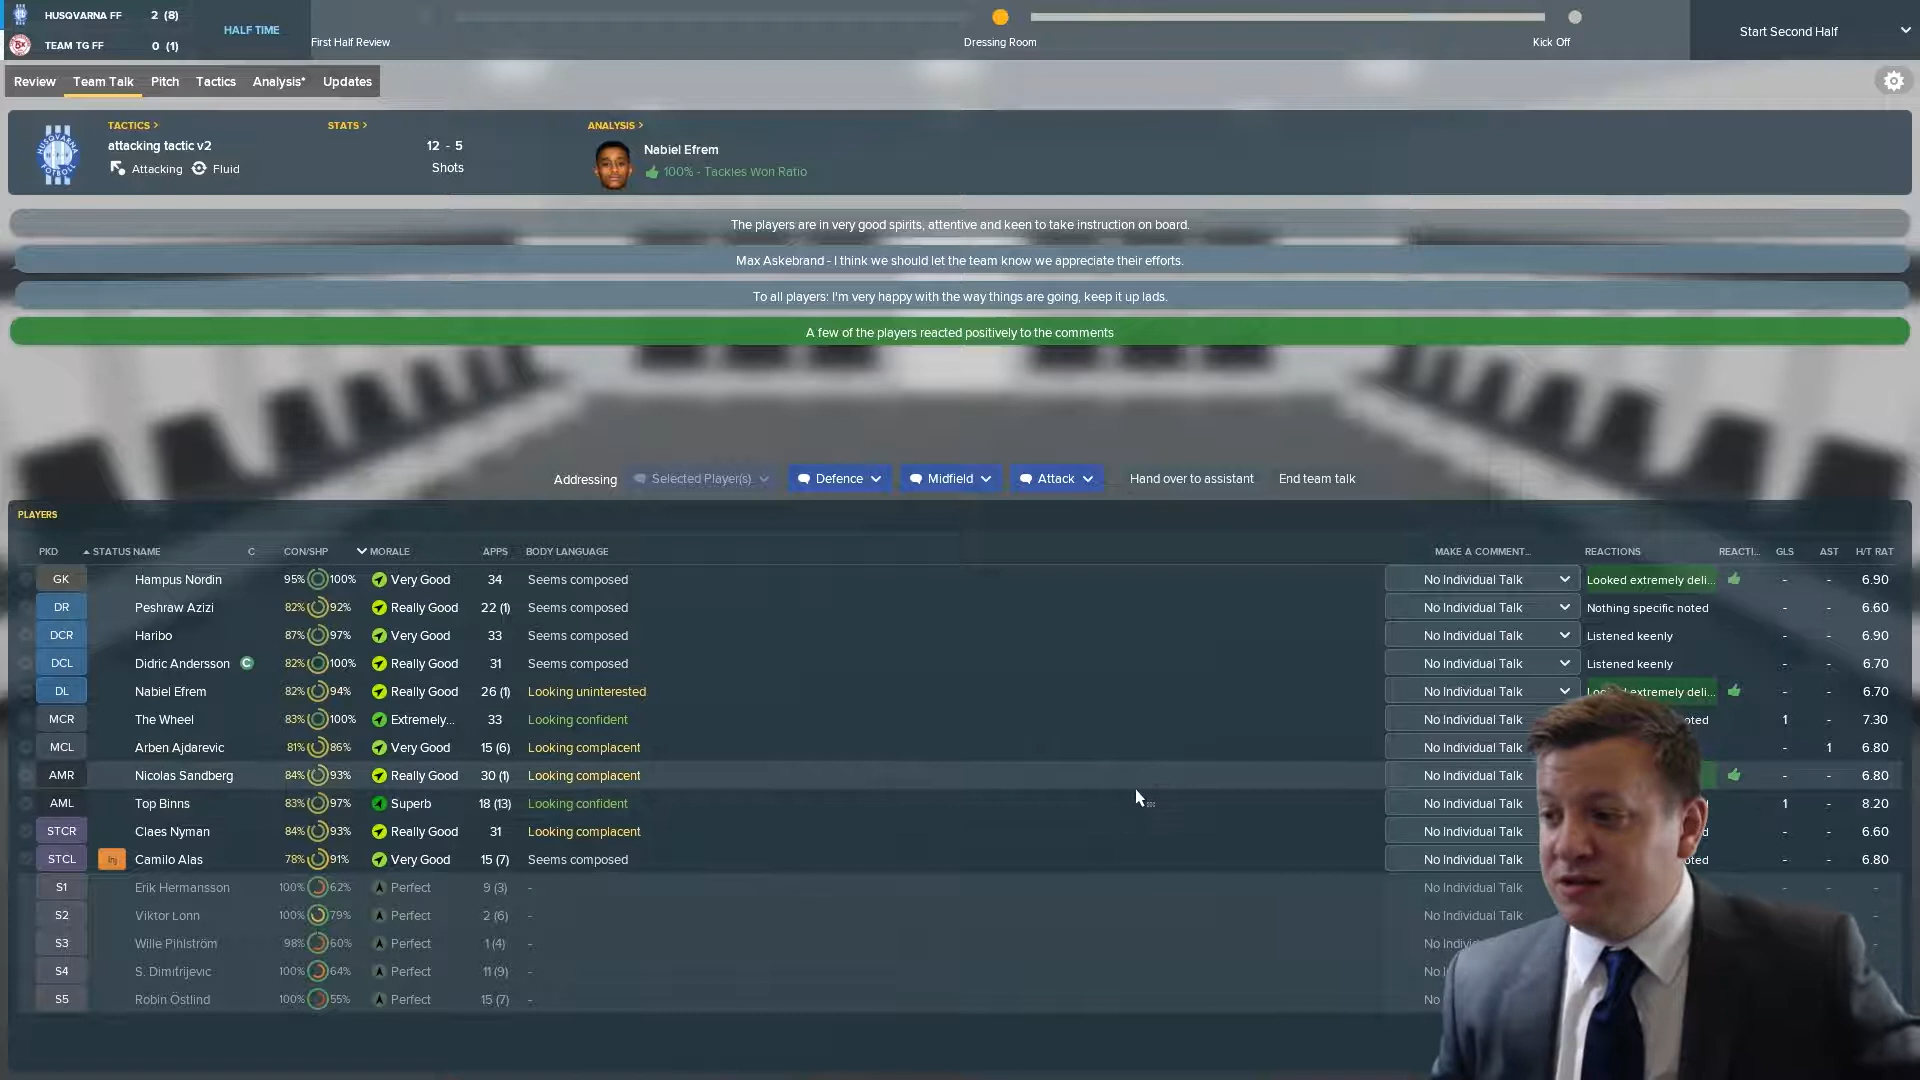 HUSQVARNA FF 2 (8)
TEAM TG FF 0 (1)
HALF TIME
First Half Review
Dressing Room
Kick Off
Start Second Half
Review Team Talk Pitch Tactics Analysis* Updates
TACTICS >
attacking tactic v2
Attacking Fluid
STATS >
12 - 5
Shots
ANALYSIS >
Nabiel Efrem
100% - Tackles Won Ratio
The players are in very good spirits, attentive and keen to take instruction on board.
Max Askebrand - I think we should let the team know we appreciate their efforts.
To all players: I'm very happy with the way things are going, keep it up lads.
A few of the players reacted positively to the comments
Addressing Selected Player(s) Defence Midfield Attack Hand over to assistant End team talk
PLAYERS
PKD STATUS NAME C CON/SHP MORALE APPS BODY LANGUAGE MAKE A COMMENT... REACTIONS REACTI... GLS AST H/T RAT
GK Hampus Nordin 95% 100% Very Good 34 Seems composed No Individual Talk Looked extremely deli... - - 6.90
DR Peshraw Azizi 82% 92% Really Good 22 (1) Seems composed No Individual Talk Nothing specific noted - - 6.60
DCR Haribo 87% 97% Very Good 33 Seems composed No Individual Talk Listened keenly - - 6.90
DCL Didric Andersson C 82% 100% Really Good 31 Seems composed No Individual Talk Listened keenly - - 6.70
DL Nabiel Efrem 82% 94% Really Good 26 (1) Looking uninterested No Individual Talk extremely deli... - - 6.70
MCR The Wheel 83% 100% Extremely... 33 Looking confident No Individual Talk 1 - 7.30
MCL Arben Ajdarevic 81% 86% Very Good 15 (6) Looking complacent No Individual Talk - 1 6.80
AMR Nicolas Sandberg 84% 93% Really Good 30 (1) Looking complacent No Individual Talk - - 6.80
AML Top Binns 83% 97% Superb 18 (13) Looking confident No Individual Talk 1 - 8.20
STCR Claes Nyman 84% 93% Really Good 31 Looking complacent No Individual Talk - - 6.60
STCL Inj Camilo Alas 78% 91% Very Good 15 (7) Seems composed No Individual Talk - - 6.80
S1 Erik Hermansson 100% 62% Perfect 9 (3) - No Individual Talk - - -
S2 Viktor Lonn 100% 79% Perfect 2 (6) - No Individual Talk -
S3 Wille Pihlström 98% 60% Perfect 1 (4) - No -
S4 S. Dimitrijevic 100% 64% Perfect 11 (9) - No
S5 Robin Östlind 100% 55% Perfect 15 (7) - No